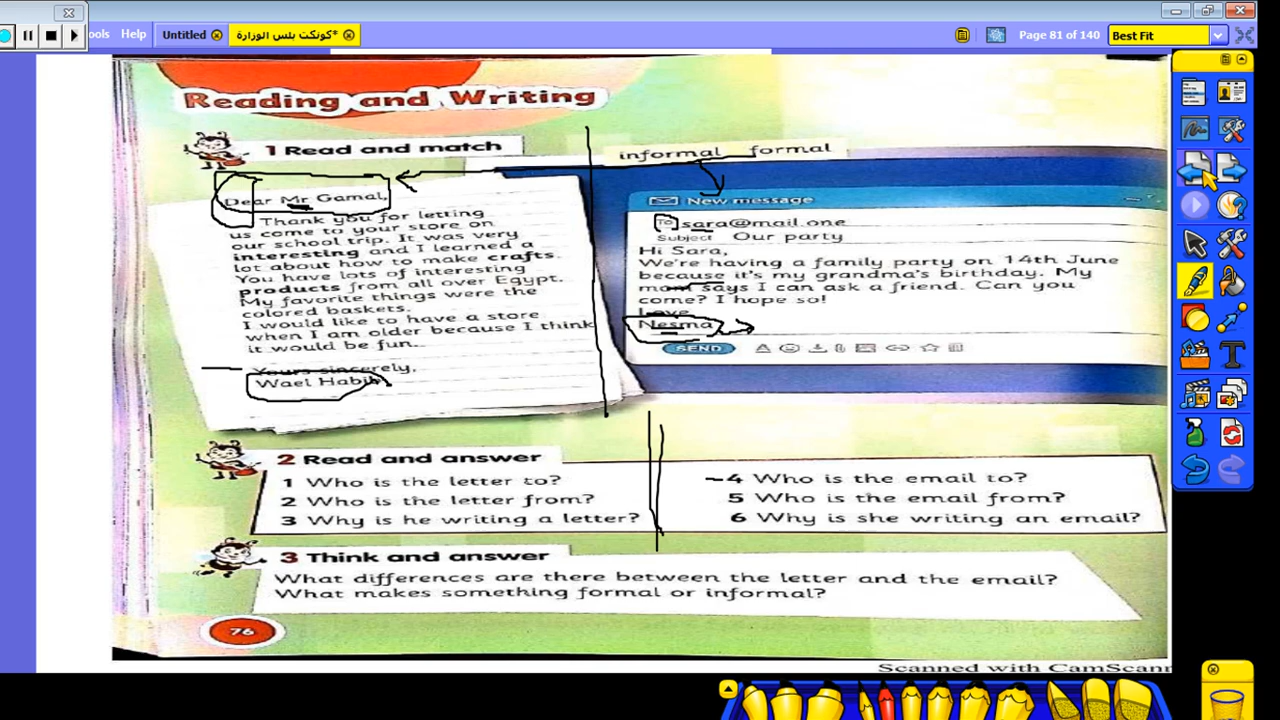 ools Help Untitled كونكت بلس الوزارة* Page 81 of 140 Best Fit
Reading and Writing
1 Read and match
informal formal
Dear Mr Gamal,
Thank you for letting
us come to your store on
our school trip. It was very
interesting and I learned a
lot about how to make crafts.
You have lots of interesting
products from all over Egypt.
My favorite things were the
colored baskets.
I would like to have a store
when I am older because I think
it would be fun.
Yours sincerely,
Wael Habib
New message
To sara@mail.one
Subject Our party
Hi Sara,
We're having a family party on 14th June
because it's my grandma's birthday. My
mom says I can ask a friend. Can you
come? I hope so!
Love
Nesma
SEND
2 Read and answer
1 Who is the letter to?
2 Who is the letter from?
3 Why is he writing a letter?
4 Who is the email to?
5 Who is the email from?
6 Why is she writing an email?
3 Think and answer
What differences are there between the letter and the email?
What makes something formal or informal?
76
Scanned with CamScann